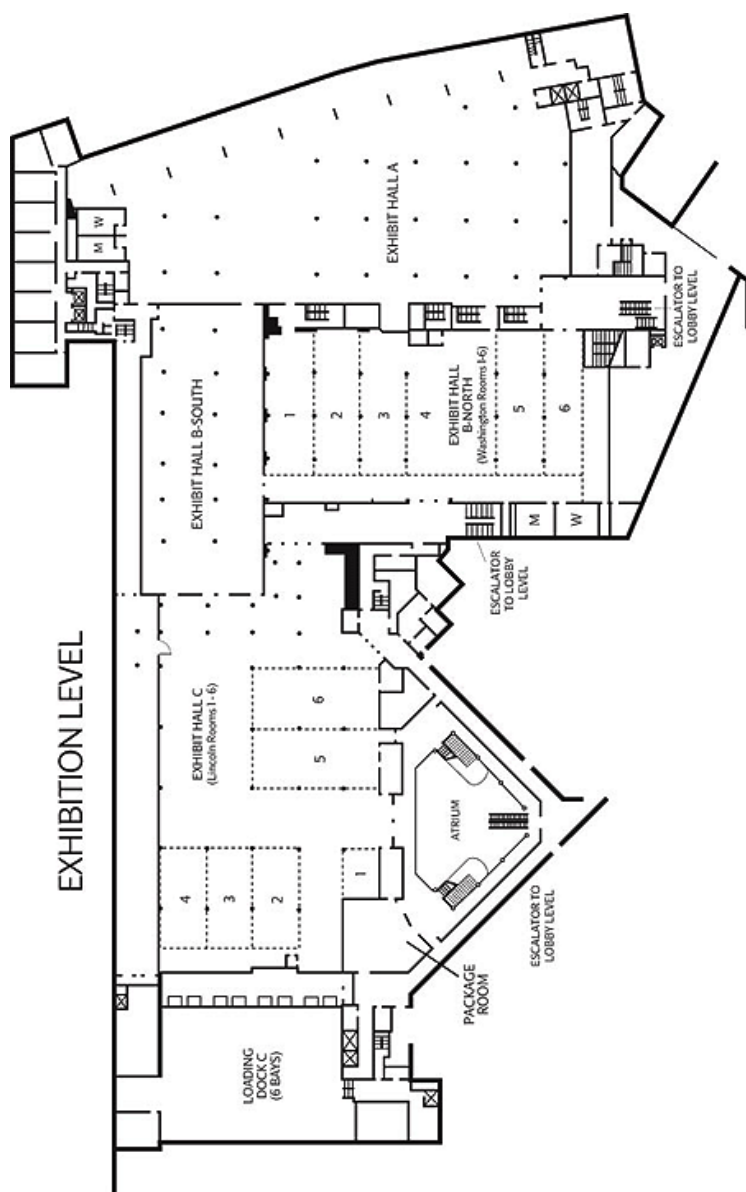 EXHIBITION LEVEL
LOADING
DOCK C
(6 BAYS)
PACKAGE
ROOM
ESCALATOR TO
LOBBY LEVEL
ATRIUM
EXHIBIT HALL C
(Lincoln Rooms 1 - 6)
4
3
2
1
5
6
ESCALATOR
TO LOBBY
LEVEL
M
W
EXHIBIT HALL B-SOUTH
EXHIBIT HALL
B-NORTH
(Washington Rooms 1-6)
1
2
3
4
5
6
ESCALATOR TO
LOBBY LEVEL
M
W
EXHIBIT HALL A